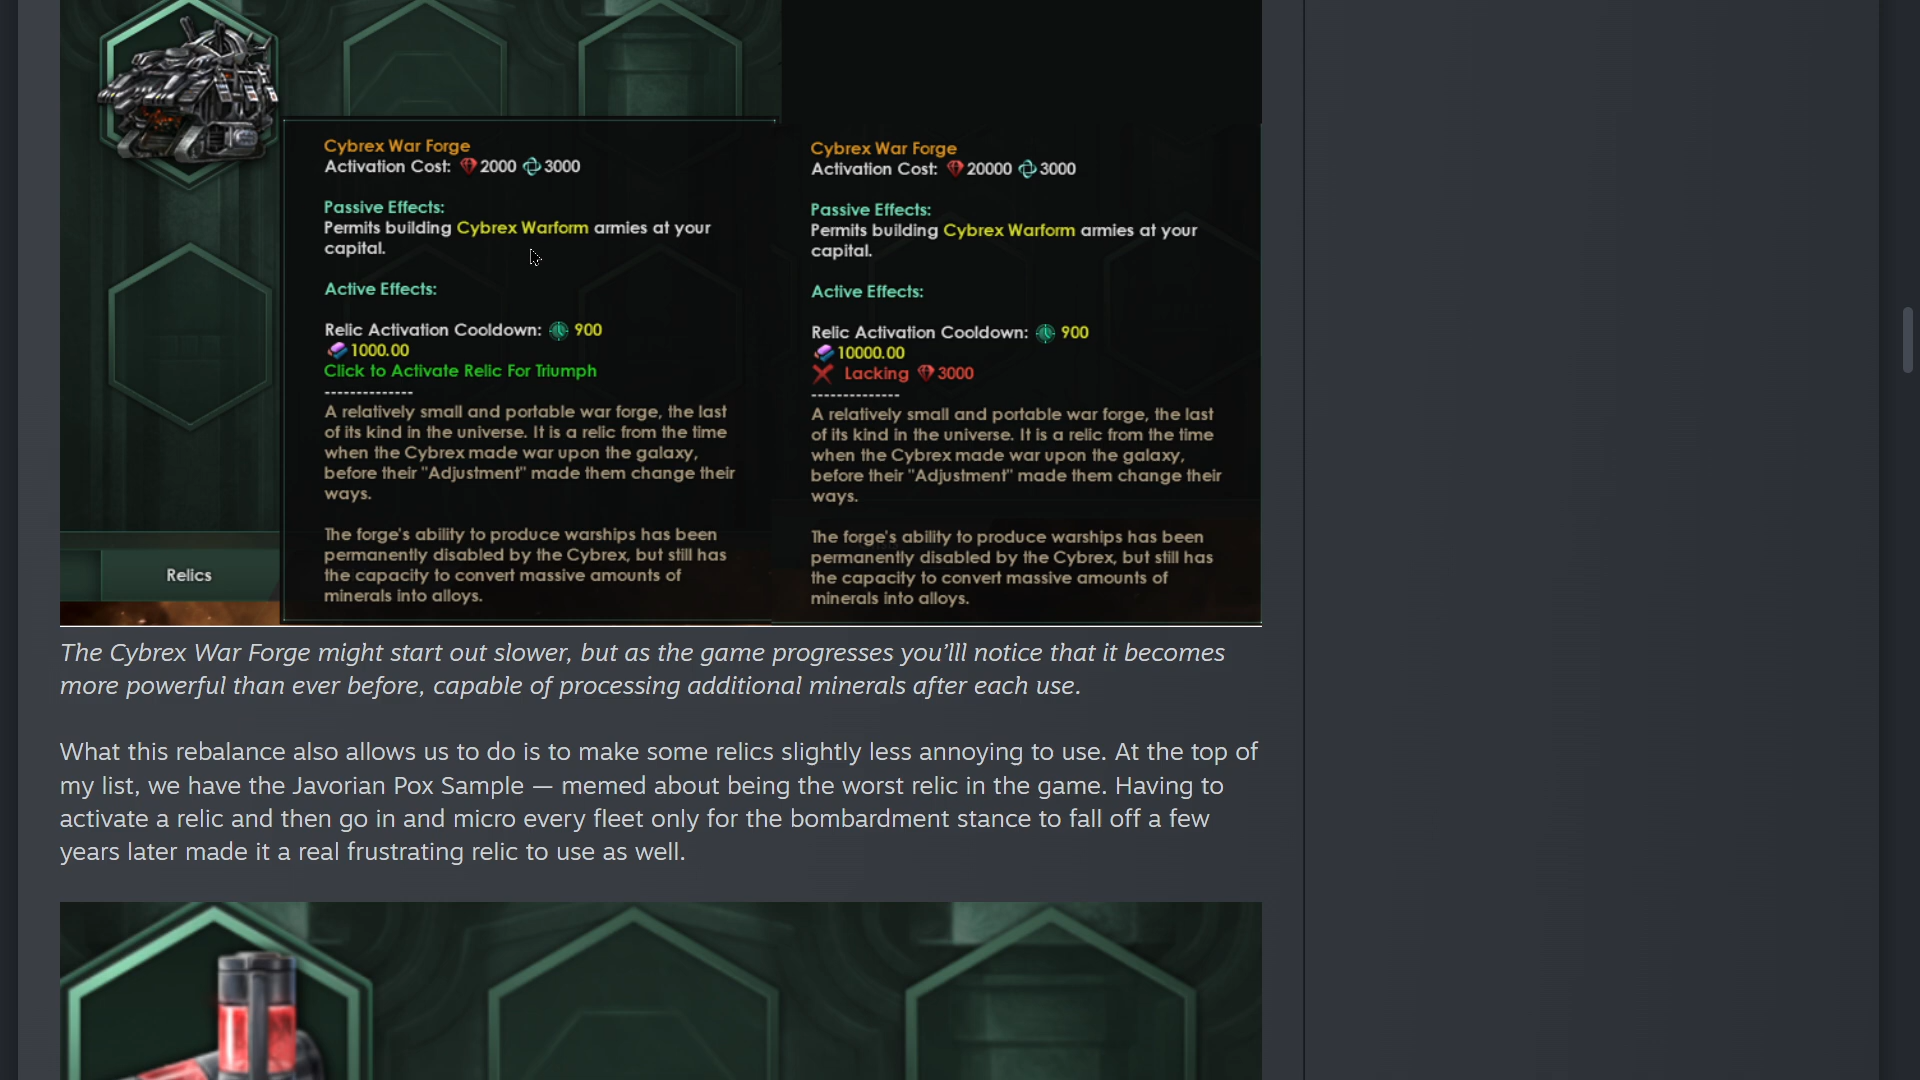 Cybrex War Forge
Activation Cost: 2000 3000
Passive Effects:
Permits building Cybrex Warform armies at your
capital.
Active Effects:
Relic Activation Cooldown: 900
1000.00
Click to Activate Relic For Triumph
--------------
A relatively small and portable war forge, the last
of its kind in the universe. It is a relic from the time
when the Cybrex made war upon the galaxy,
before their "Adjustment" made them change their
ways.
The forge's ability to produce warships has been
permanently disabled by the Cybrex, but still has
the capacity to convert massive amounts of
minerals into alloys.
Cybrex War Forge
Activation Cost: 20000 3000
Passive Effects:
Permits building Cybrex Warform armies at your
capital.
Active Effects:
Relic Activation Cooldown: 900
10000.00
Lacking 3000
--------------
A relatively small and portable war forge, the last
of its kind in the universe. It is a relic from the time
when the Cybrex made war upon the galaxy,
before their "Adjustment" made them change their
ways.
The forge's ability to produce warships has been
permanently disabled by the Cybrex, but still has
the capacity to convert massive amounts of
minerals into alloys.
Relics
The Cybrex War Forge might start out slower, but as the game progresses you’lll notice that it becomes
more powerful than ever before, capable of processing additional minerals after each use.
What this rebalance also allows us to do is to make some relics slightly less annoying to use. At the top of
my list, we have the Javorian Pox Sample — memed about being the worst relic in the game. Having to
activate a relic and then go in and micro every fleet only for the bombardment stance to fall off a few
years later made it a real frustrating relic to use as well.